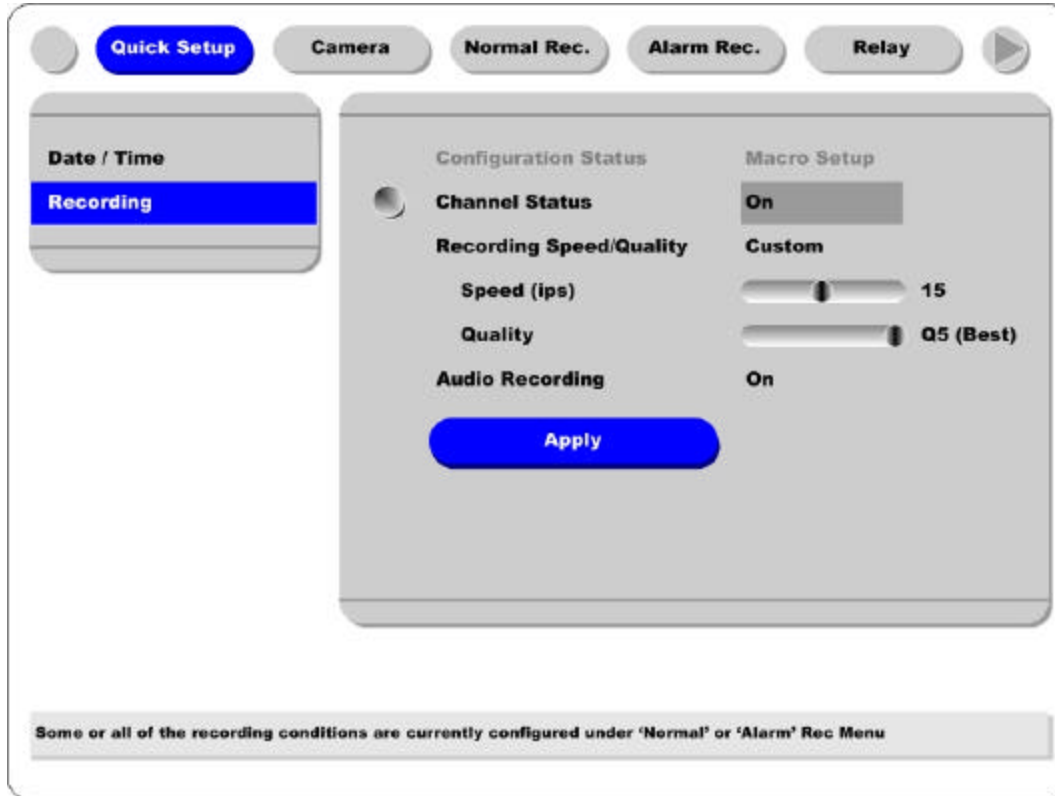 Quick Setup Camera Normal Rec. Alarm Rec. Relay
Date / Time
Recording
Configuration Status Macro Setup
Channel Status On
Recording Speed/Quality Custom
Speed (ips) 15
Quality Q5 (Best)
Audio Recording On
Apply
Some or all of the recording conditions are currently configured under ‘Normal’ or ‘Alarm’ Rec Menu